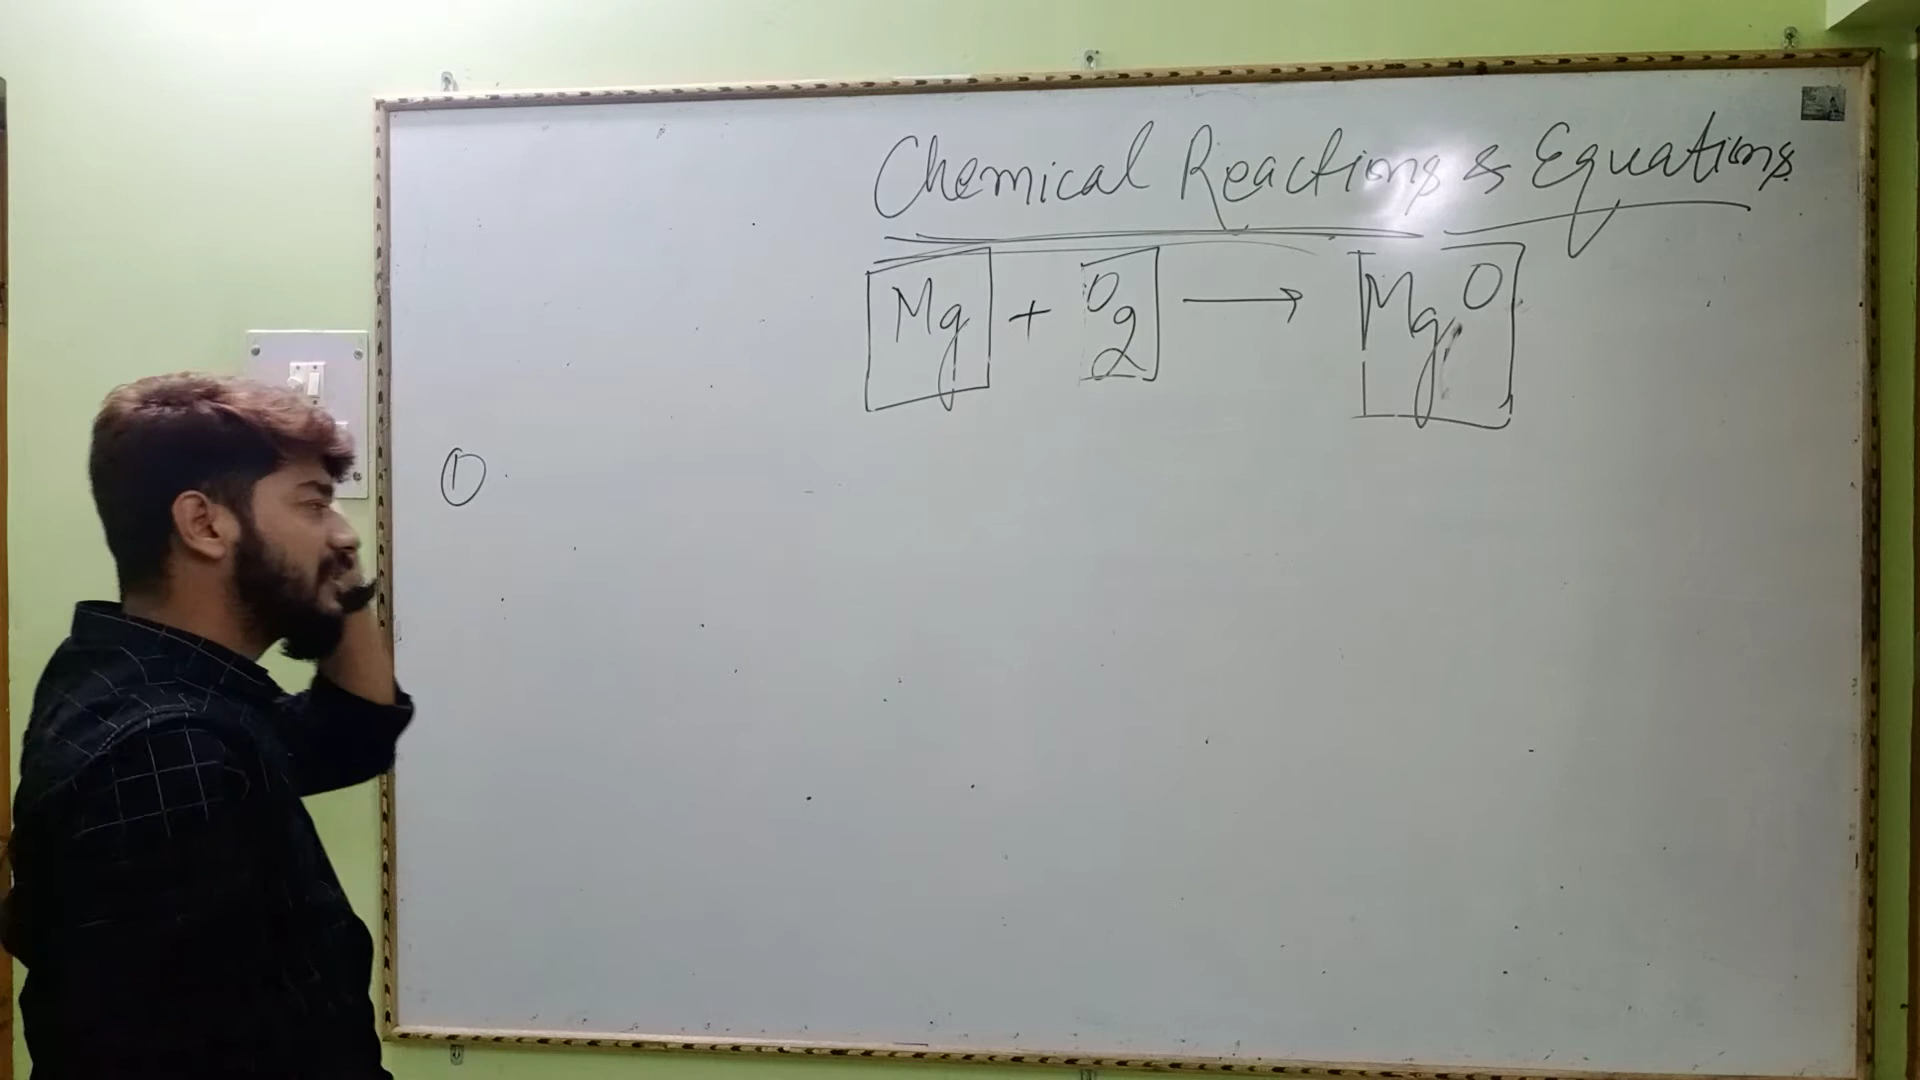 Chemical Reactions & Equations
Mg + O2 → MgO
①